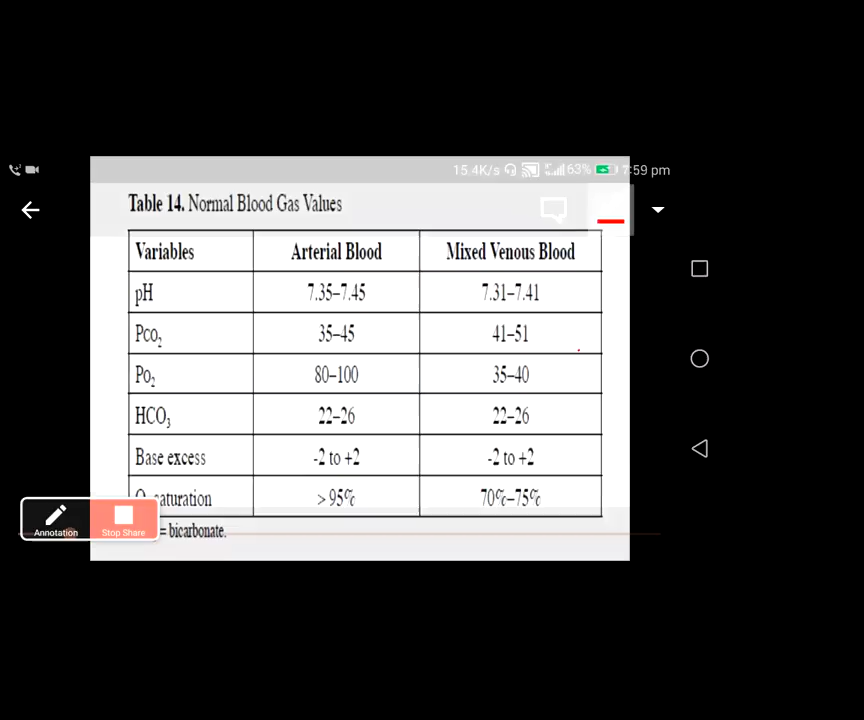 15.4K/s 63% 7:59 pm
Table 14. Normal Blood Gas Values
Variables Arterial Blood Mixed Venous Blood
pH 7.35–7.45 7.31–7.41
Pco₂ 35–45 41–51
Po₂ 80–100 35–40
HCO₃ 22–26 22–26
Base excess -2 to +2 -2 to +2
saturation >95% 70%–75%
= bicarbonate.
Annotation Stop Share